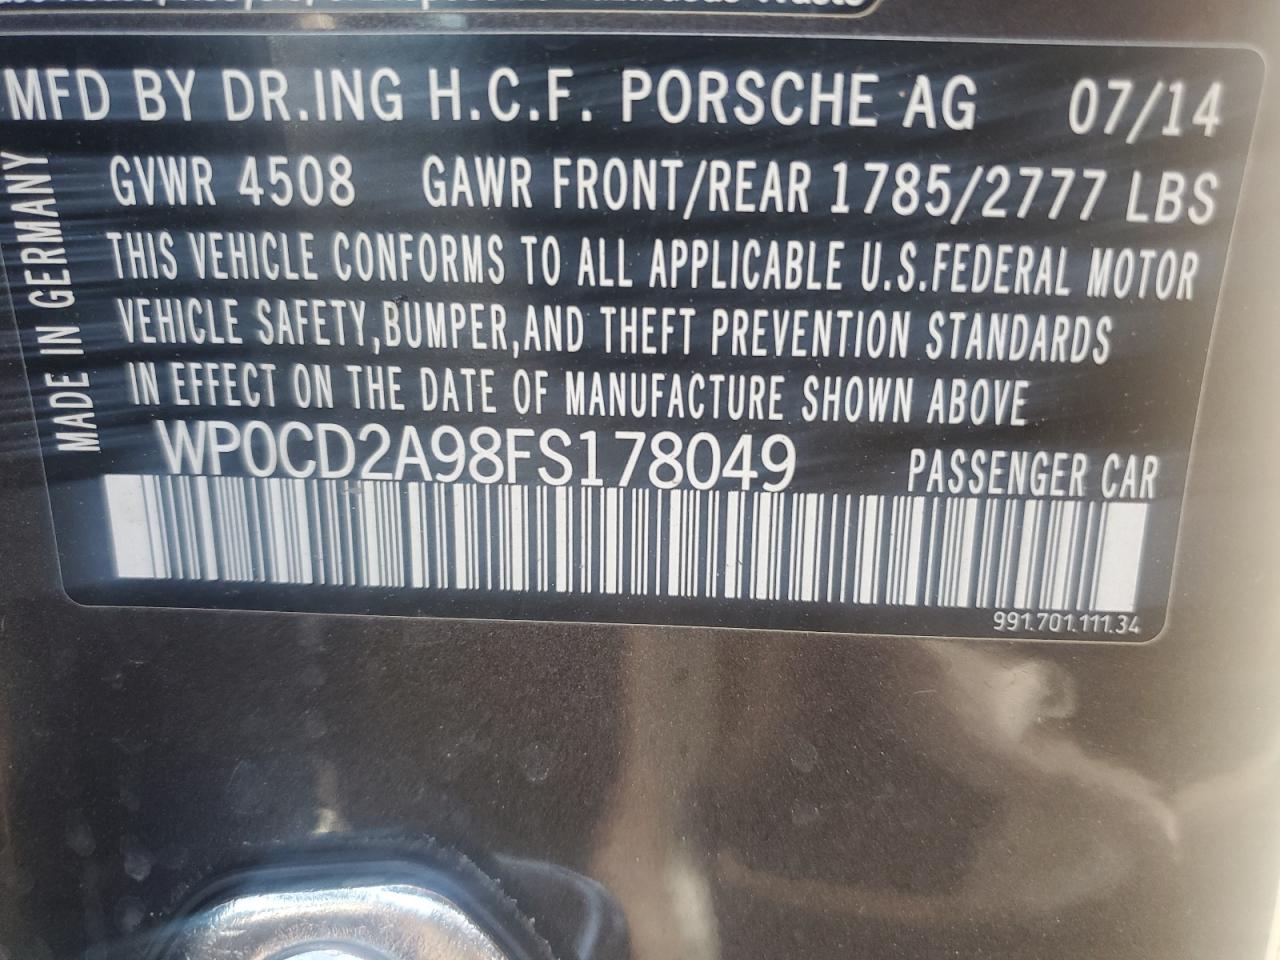 MFD BY DR.ING H.C.F. PORSCHE AG 07/14
GVWR 4508 GAWR FRONT/REAR 1785/2777 LBS
THIS VEHICLE CONFORMS TO ALL APPLICABLE U.S.FEDERAL MOTOR
VEHICLE SAFETY,BUMPER,AND THEFT PREVENTION STANDARDS
IN EFFECT ON THE DATE OF MANUFACTURE SHOWN ABOVE
WP0CD2A98FS178049 PASSENGER CAR
991.701.111.34
MADE IN GERMANY